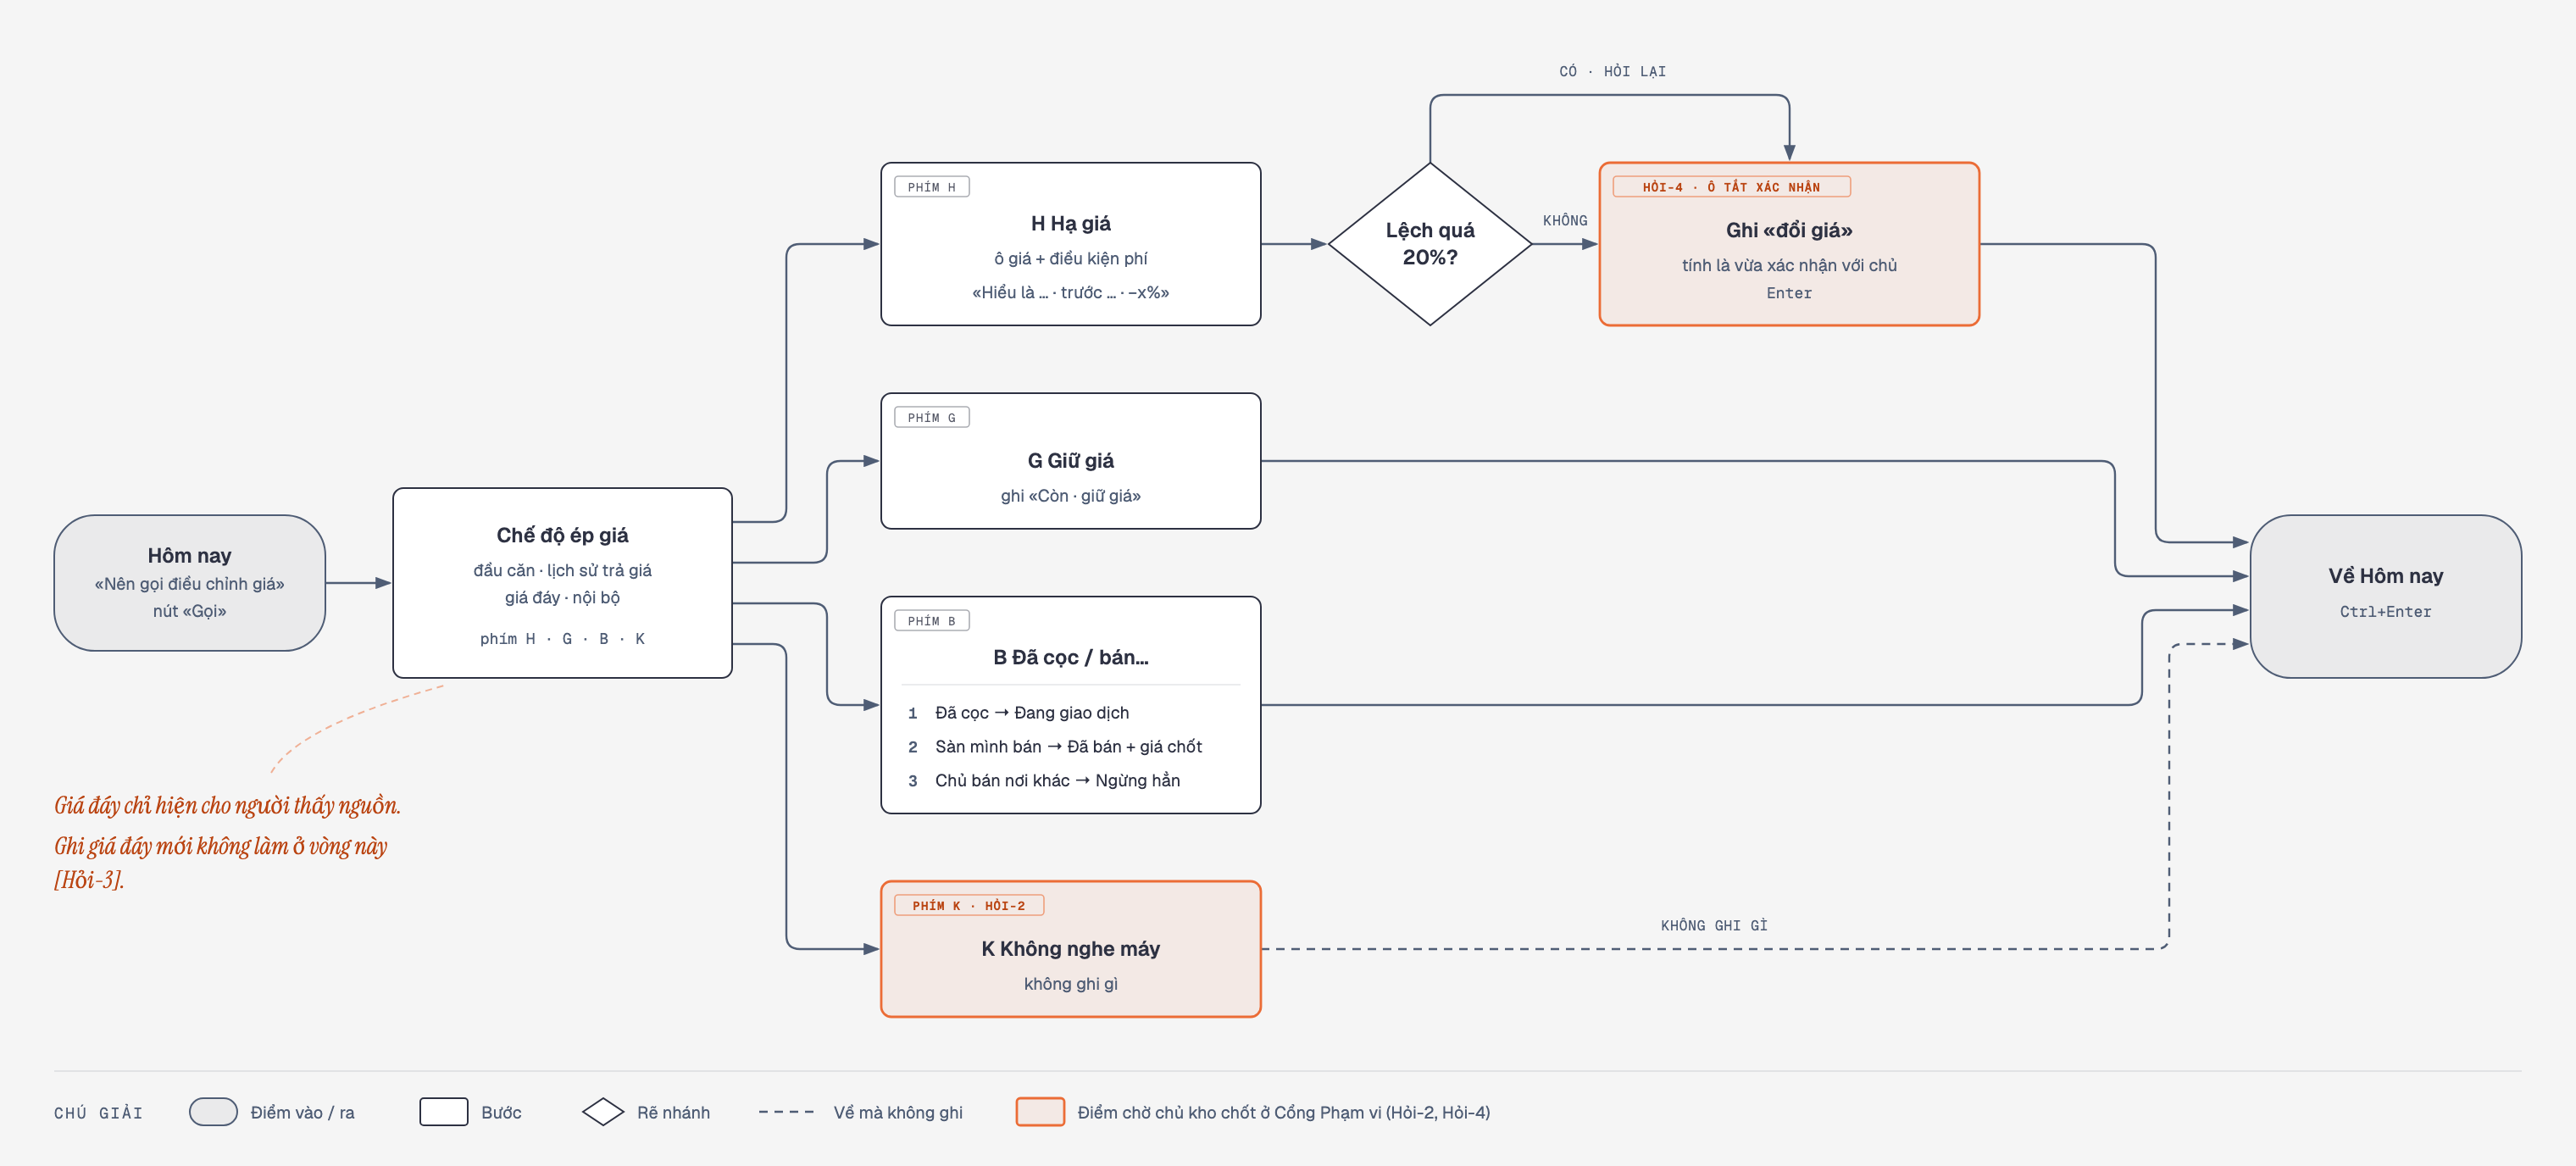 CÓ · HỎI LẠI
PHÍM H
H Hạ giá
ô giá + điều kiện phí
«Hiểu là … · trước … · −x%»
Lệch quá
20%?
KHÔNG
HỎI-4 · Ô TẮT XÁC NHẬN
Ghi «đổi giá»
tính là vừa xác nhận với chủ
Enter
PHÍM G
G Giữ giá
ghi «Còn · giữ giá»
Hôm nay
«Nên gọi điều chỉnh giá»
nút «Gọi»
Chế độ ép giá
đầu căn · lịch sử trả giá
giá đáy · nội bộ
phím H · G · B · K
Về Hôm nay
Ctrl+Enter
PHÍM B
B Đã cọc / bán…
1 Đã cọc → Đang giao dịch
2 Sàn mình bán → Đã bán + giá chốt
3 Chủ bán nơi khác → Ngừng hẳn
Giá đáy chỉ hiện cho người thấy nguồn.
Ghi giá đáy mới không làm ở vòng này
[Hỏi-3].
PHÍM K · HỎI-2
K Không nghe máy
không ghi gì
KHÔNG GHI GÌ
CHÚ GIẢI
Điểm vào / ra
Bước
Rẽ nhánh
Về mà không ghi
Điểm chờ chủ kho chốt ở Cổng Phạm vi (Hỏi-2, Hỏi-4)